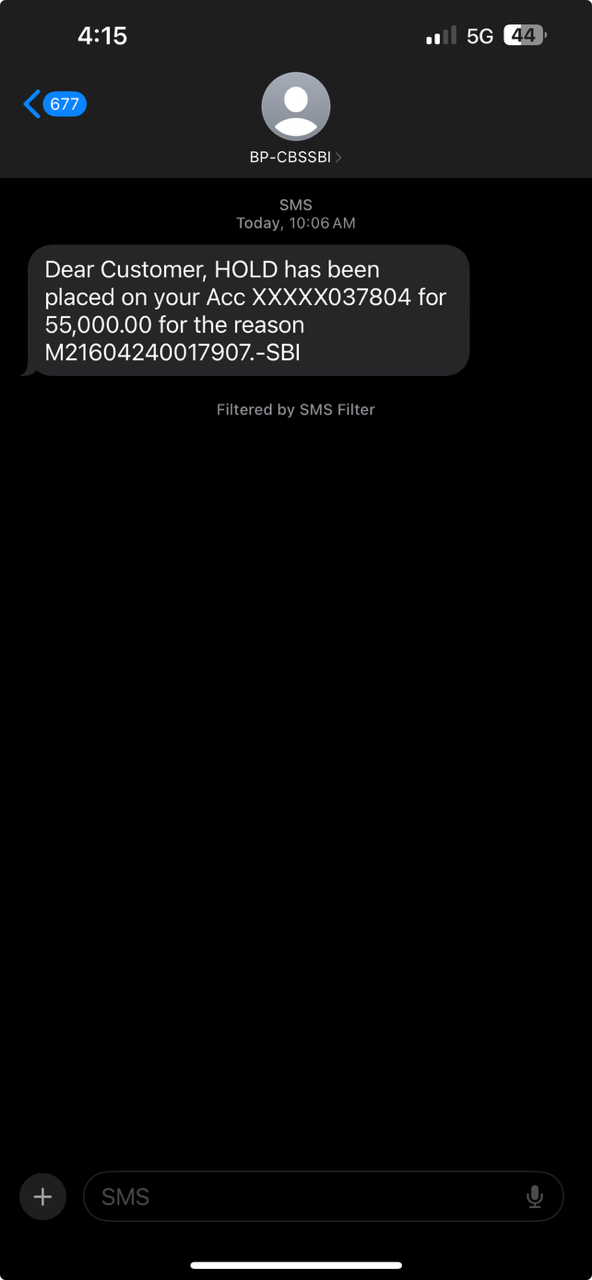 4:15
5G 44
677
BP-CBSSBI
SMS
Today, 10:06 AM
Dear Customer, HOLD has been
placed on your Acc XXXXX037804 for
55,000.00 for the reason
M21604240017907.-SBI
Filtered by SMS Filter
SMS